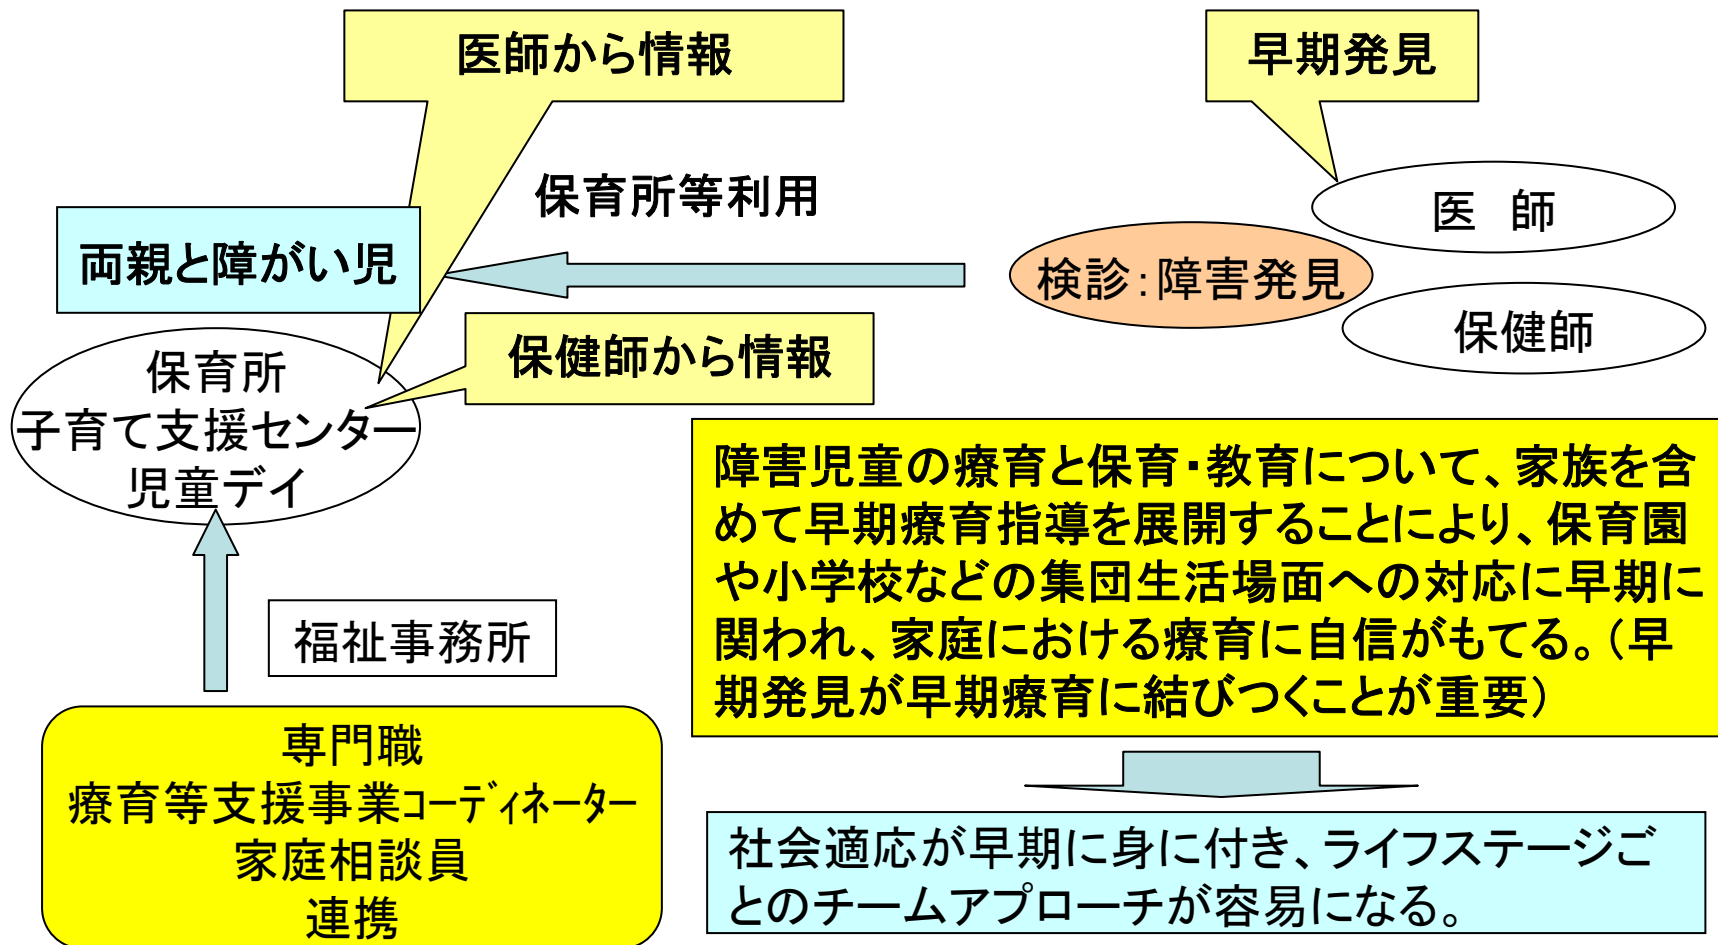 医師から情報
早期発見
保育所等利用
医　師
両親と障がい児
検診：障害発見
保健師
保健師から情報
保育所
子育て支援センター
児童デイ
障害児童の療育と保育・教育について、家族を含
めて早期療育指導を展開することにより、保育園
や小学校などの集団生活場面への対応に早期に
関われ、家庭における療育に自信がもてる。（早
期発見が早期療育に結びつくことが重要）
福祉事務所
専門職
療育等支援事業ｺｰﾃﾞｨﾈｰﾀｰ
家庭相談員
連携
社会適応が早期に身に付き、ライフステージご
とのチームアプローチが容易になる。